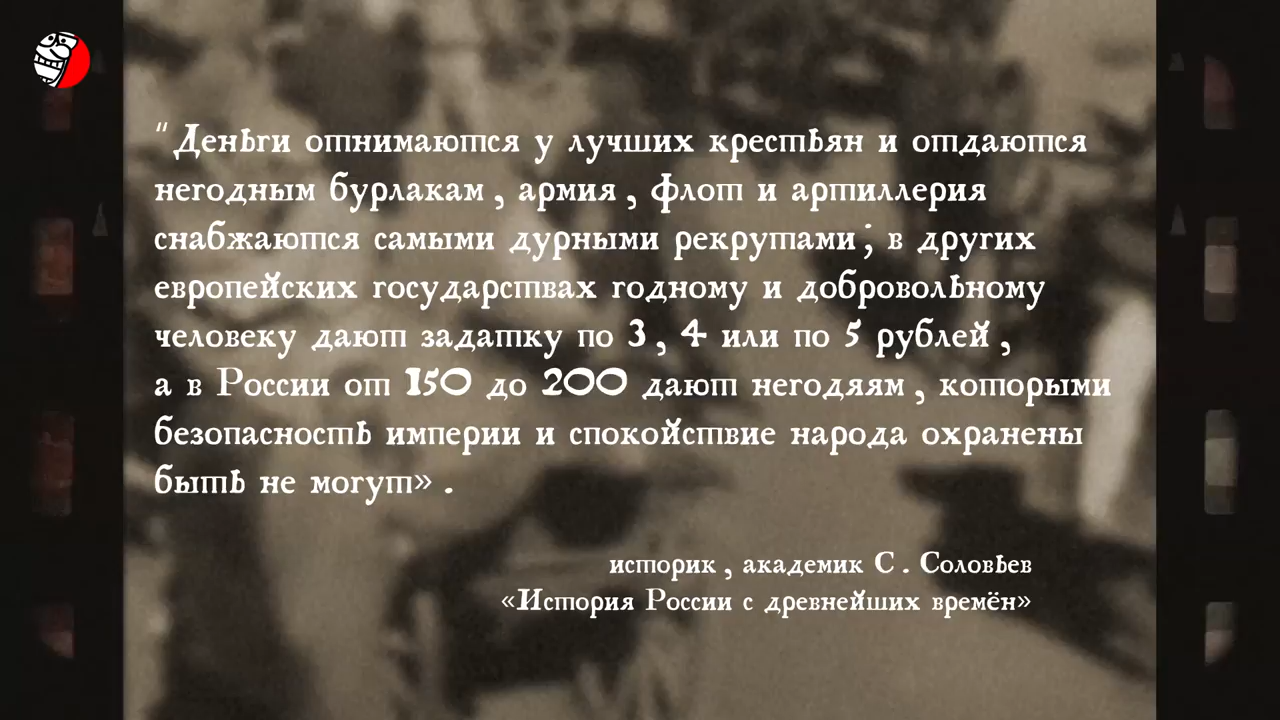 “Деньги отнимаются у лучших крестьян и отдаются
негодным бурлакам , армия , флот и артиллерия
снабжаются самыми дурными рекрутами ; в других
европейских государствах годному и добровольному
человеку дают задатку по 3 , 4 или по 5 рублей ,
а в России от 150 до 200 дают негодяям , которыми
безопасность империи и спокойствие народа охранены
быть не могут» .
историк , академик С . Соловьев
«История России с древнейших времён»